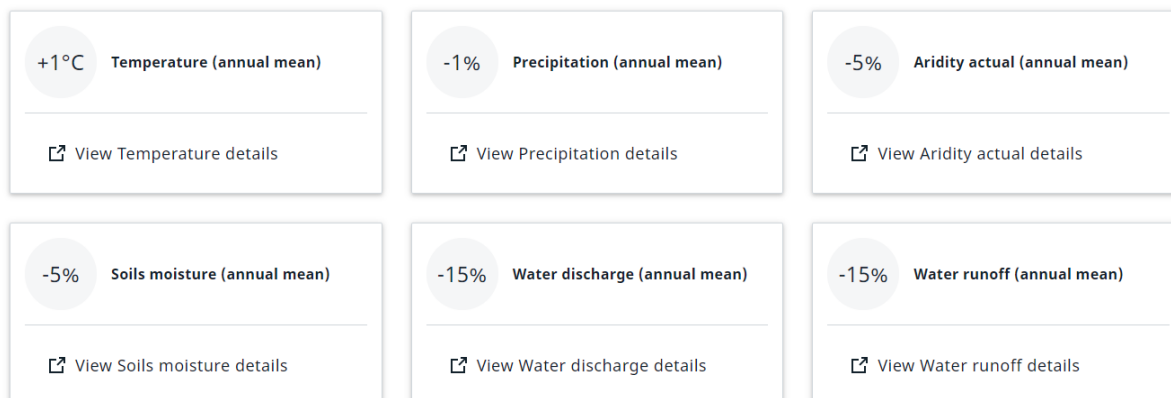 +1°C Temperature (annual mean)
View Temperature details
-1% Precipitation (annual mean)
View Precipitation details
-5% Aridity actual (annual mean)
View Aridity actual details
-5% Soils moisture (annual mean)
View Soils moisture details
-15% Water discharge (annual mean)
View Water discharge details
-15% Water runoff (annual mean)
View Water runoff details